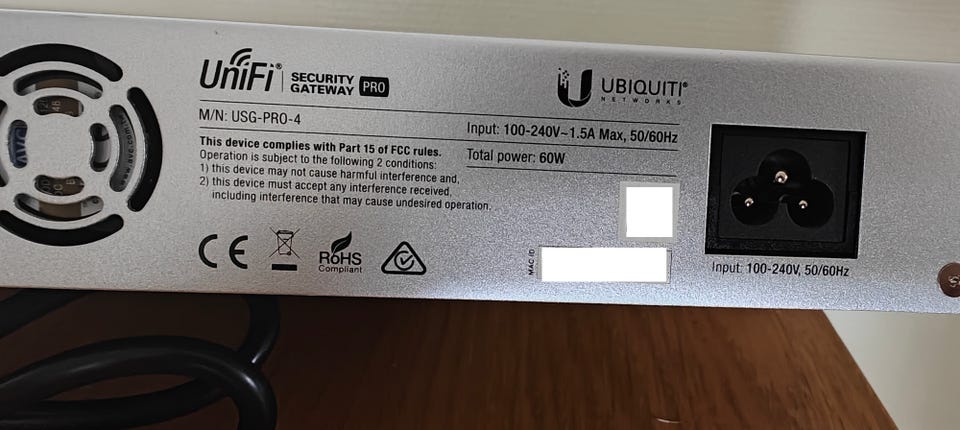 UniFi® SECURITY GATEWAY PRO
UBIQUITI®
NETWORKS
M/N: USG-PRO-4
Input: 100-240V~1.5A Max, 50/60Hz
Total power: 60W
This device complies with Part 15 of FCC rules.
Operation is subject to the following 2 conditions:
1) this device may not cause harmful interference and,
2) this device must accept any interference received,
including interference that may cause undesired operation.
CE
RoHS
Compliant
MAC ID
Input: 100-240V, 50/60Hz